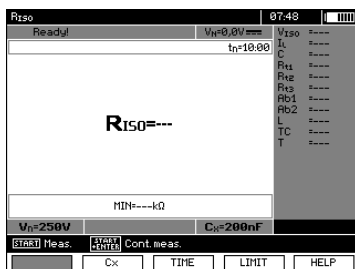 RISO 07:48
Ready! VN=0,0V
tn=10:00
RISO=---
MIN=---kΩ
Vn=250V Cx=200nF
VISO =---
IL =---
C =---
Rt1 =---
Rt2 =---
Rt3 =---
Ab1 =---
Ab2 =---
L =---
TC =---
T =---
START Meas. START +ENTER Cont. meas.
Cx TIME LIMIT HELP